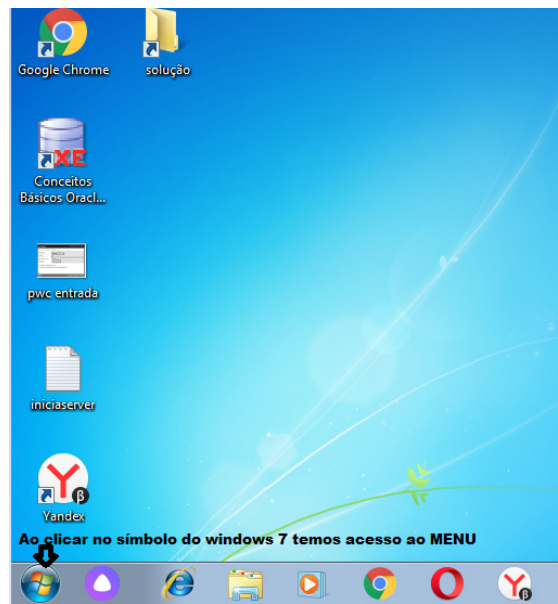 Google Chrome
solução
XE
Conceitos
Básicos Oracl...
pwc entrada
iniciaserver
Y
β
Yandex
Ao clicar no símbolo do windows 7 temos acesso ao MENU
Y
β